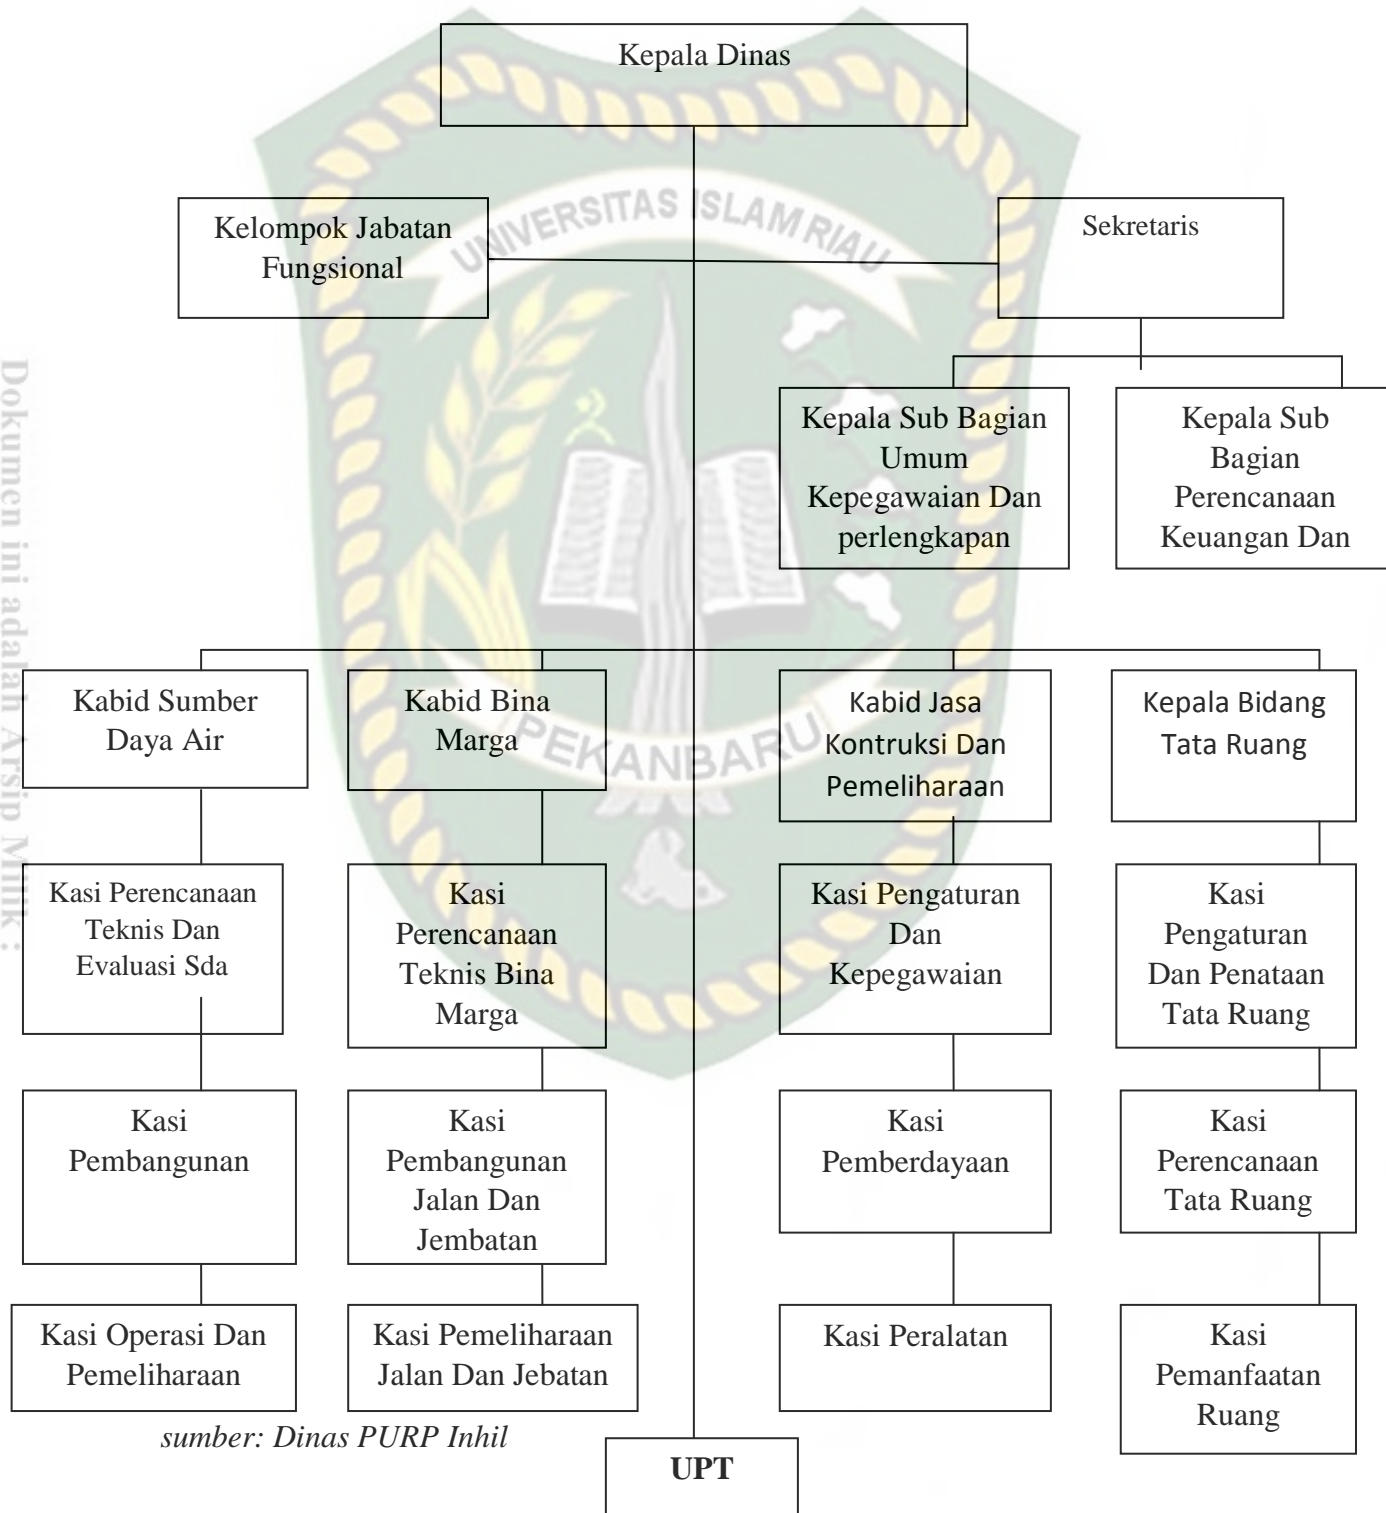 Kepala Dinas
UNIVERSITAS ISLAM RIAU
Kelompok Jabatan
Fungsional
Sekretaris
Kepala Sub Bagian
Umum
Kepegawaian Dan
perlengkapan
Kepala Sub
Bagian
Perencanaan
Keuangan Dan
Dokumen ini adalah Arsip Milik :
Kabid Sumber
Daya Air
Kabid Bina
Marga
PEKANBARU
Kabid Jasa
Kontruksi Dan
Pemeliharaan
Kepala Bidang
Tata Ruang
Kasi Perencanaan
Teknis Dan
Evaluasi Sda
Kasi
Perencanaan
Teknis Bina
Marga
Kasi Pengaturan
Dan
Kepegawaian
Kasi
Pengaturan
Dan Penataan
Tata Ruang
Kasi
Pembangunan
Kasi
Pembangunan
Jalan Dan
Jembatan
Kasi
Pemberdayaan
Kasi
Perencanaan
Tata Ruang
Kasi Operasi Dan
Pemeliharaan
Kasi Pemeliharaan
Jalan Dan Jebatan
Kasi Peralatan
Kasi
Pemanfaatan
Ruang
sumber: Dinas PURP Inhil
UPT